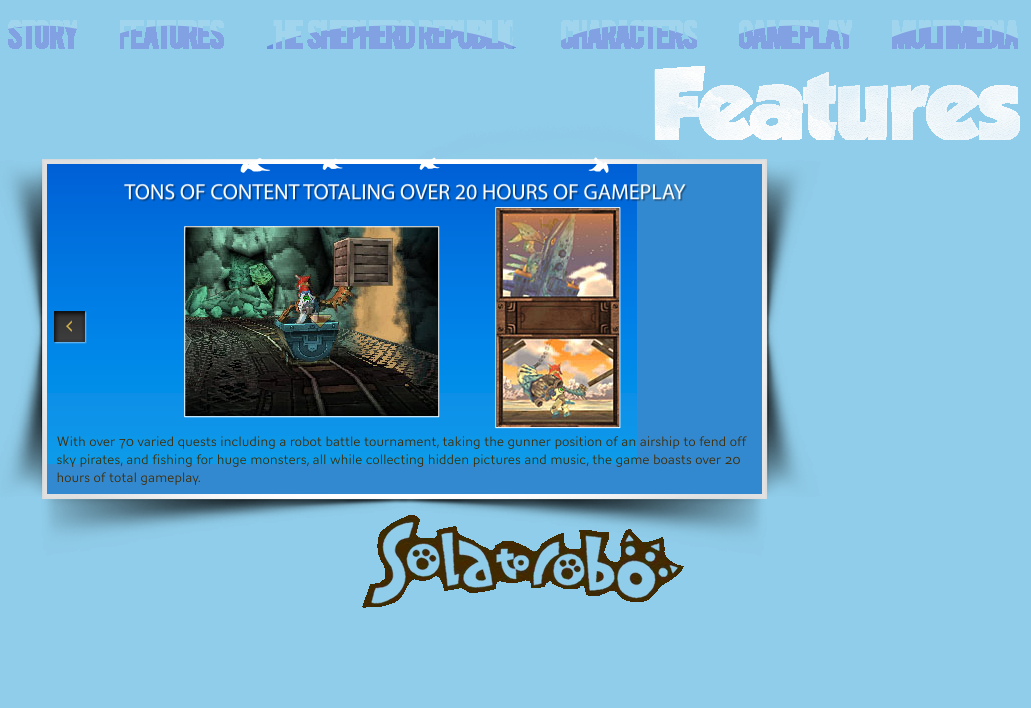 STORY FEATURES THE SHEPHERD REPUBLIC CHARACTERS GAMEPLAY MULTIMEDIA
Features
TONS OF CONTENT TOTALING OVER 20 HOURS OF GAMEPLAY
With over 70 varied quests including a robot battle tournament, taking the gunner position of an airship to fend off
sky pirates, and fishing for huge monsters, all while collecting hidden pictures and music, the game boasts over 20
hours of total gameplay.
Solatorobo